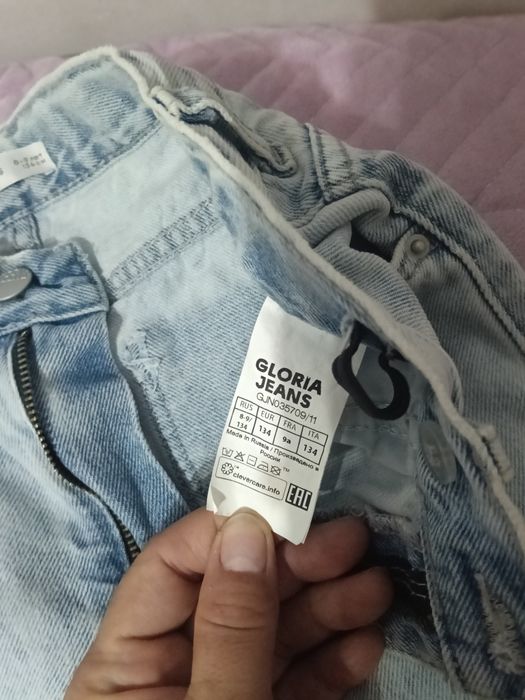 GLORIA
JEANS
GJN035709/11
RUS EUR FRA ITA
8-9/134 134 9a 134
Made in Russia / Произведено в
России
clevercare.info
EAC